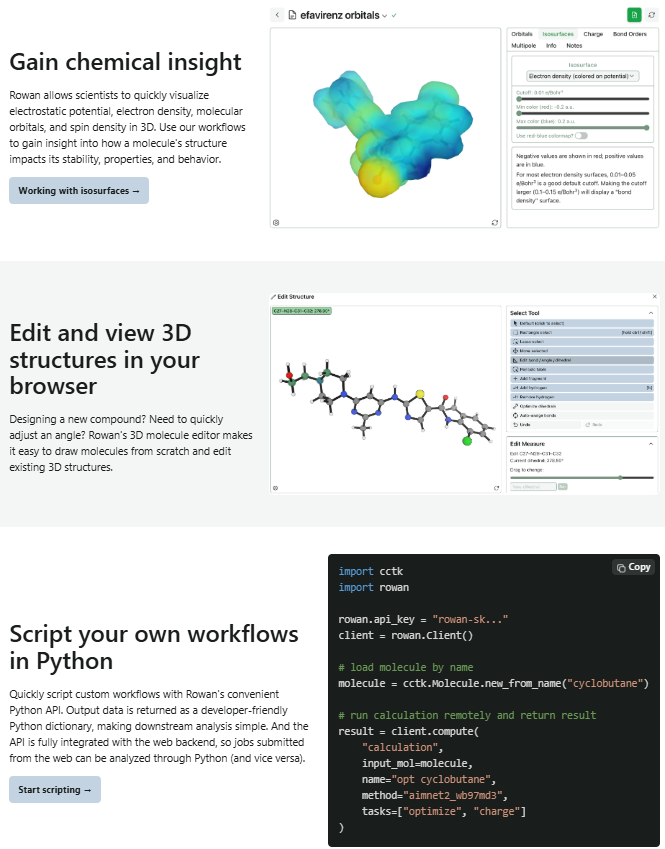 efavirenz orbitals
Gain chemical insight
Rowan allows scientists to quickly visualize
electrostatic potential, electron density, molecular
orbitals, and spin density in 3D. Use our workflows
to gain insight into how a molecule's structure
impacts its stability, properties, and behavior.
Working with isosurfaces →
Orbitals Isosurfaces Charge Bond Orders
Multipole Info Notes
Isosurface
Electron density (colored on potential)
Cutoff: 0.01 e/Bohr³
Min color (red): -0.2 a.u.
Max color (blue): 0.2 a.u.
Use red-blue colormap?
Negative values are shown in red; positive values
are in blue.
For most electron density surfaces, 0.01–0.05
e/Bohr³ is a good default cutoff. Making the cutoff
larger (0.1–0.15 e/Bohr³) will display a "bond
density" surface.
Edit and view 3D
structures in your
browser
Designing a new compound? Need to quickly
adjust an angle? Rowan's 3D molecule editor makes
it easy to draw molecules from scratch and edit
existing 3D structures.
Edit Structure
C27–N28–C31–C32: 278.90°
Select Tool
Default (click to select)
Rectangle select
Lasso select
Move selected
Edit bond / angle / dihedral
Add fragment
Add hydrogen
Remove hydrogen
Optimize structure
Auto-assign bonds
Undo
Redo
Edit Measure
Edit C27–N28–C31–C32
Current dihedral: 278.90°
Drag to change:
Script your own workflows
in Python
Quickly script custom workflows with Rowan's convenient
Python API. Output data is returned as a developer-friendly
Python dictionary, making downstream analysis simple. And the
API is fully integrated with the web backend, so jobs submitted
from the web can be analyzed through Python (and vice versa).
Start scripting →
Copy
import cctk
import rowan
rowan.api_key = "rowan-sk..."
client = rowan.Client()
# load molecule by name
molecule = cctk.Molecule.new_from_name("cyclobutane")
# run calculation remotely and return result
result = client.compute(
"calculation",
input_mol=molecule,
name="opt cyclobutane",
method="aimnet2_wb97md3",
tasks=["optimize", "charge"]
)